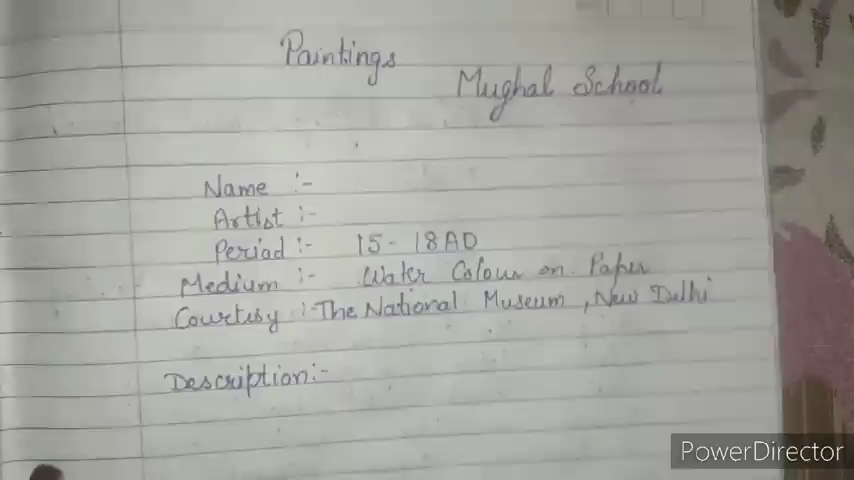 Paintings
Mughal School
Name :-
Artist :-
Period :- 15 - 18 AD
Medium :- Water Colour on Paper
Courtesy :- The National Museum, New Delhi
Description:-
PowerDirector